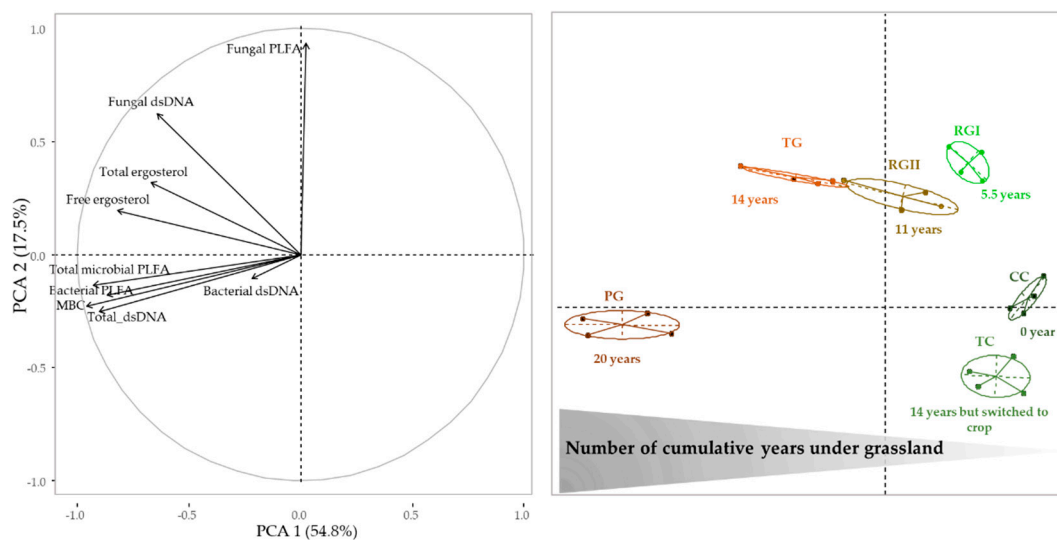 1.0
0.5
0.0
-0.5
-1.0
PCA 2 (17.5%)
Fungal PLFA
Fungal dsDNA
Total ergosterol
Free ergosterol
Total microbial PLFA
Bacterial PLFA
MBC
Total_dsDNA
Bacterial dsDNA
-1.0
-0.5
0.0
0.5
1.0
PCA 1 (54.8%)
RGI
5.5 years
TG
14 years
RGII
11 years
CC
0 year
PG
20 years
TC
14 years but switched to
crop
Number of cumulative years under grassland